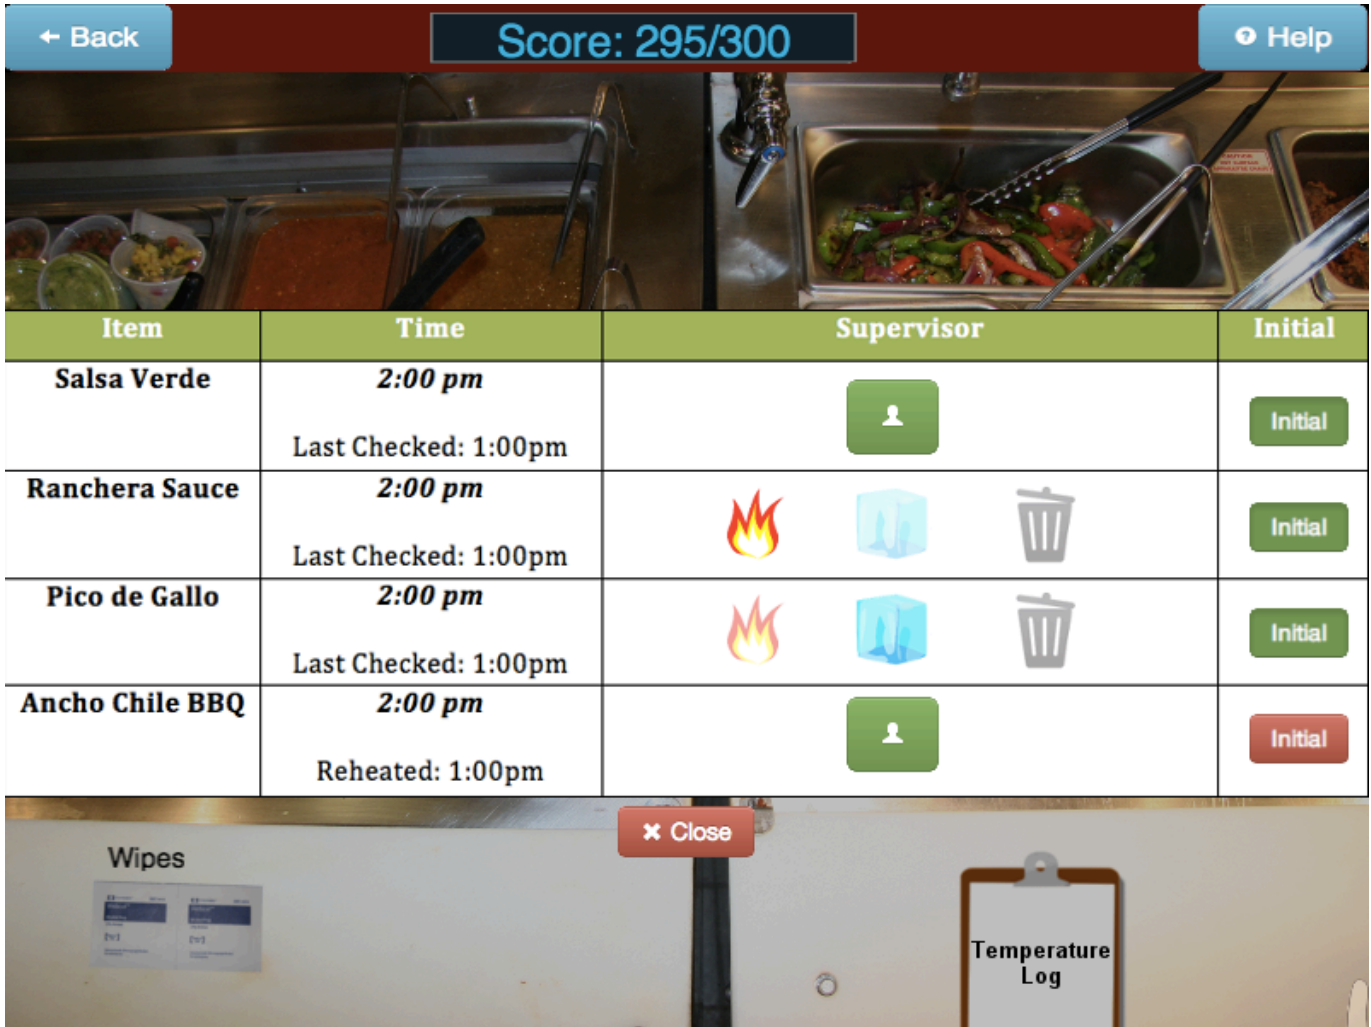 ← Back
Score: 295/300
Help
Item Time Supervisor Initial
Salsa Verde 2:00 pm
Last Checked: 1:00pm
Initial
Ranchera Sauce 2:00 pm
Last Checked: 1:00pm
Initial
Pico de Gallo 2:00 pm
Last Checked: 1:00pm
Initial
Ancho Chile BBQ 2:00 pm
Reheated: 1:00pm
Initial
✖ Close
Wipes
Temperature
Log